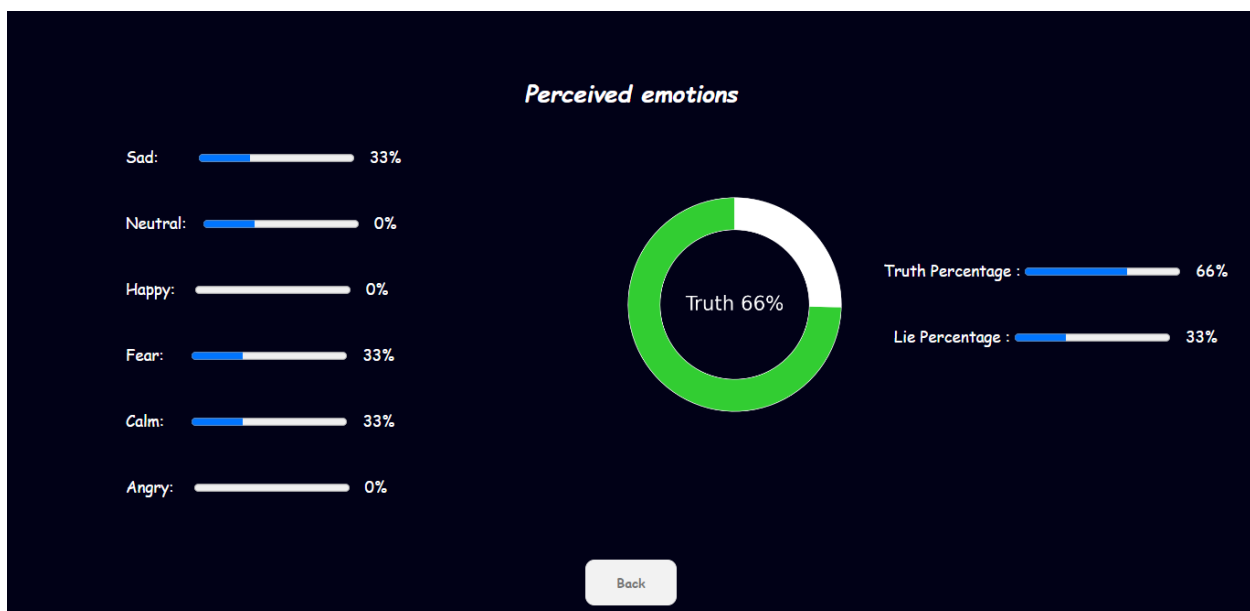 Perceived emotions
Sad: 33%
Neutral: 0%
Happy: 0%
Fear: 33%
Calm: 33%
Angry: 0%
Truth 66%
Truth Percentage : 66%
Lie Percentage : 33%
Back